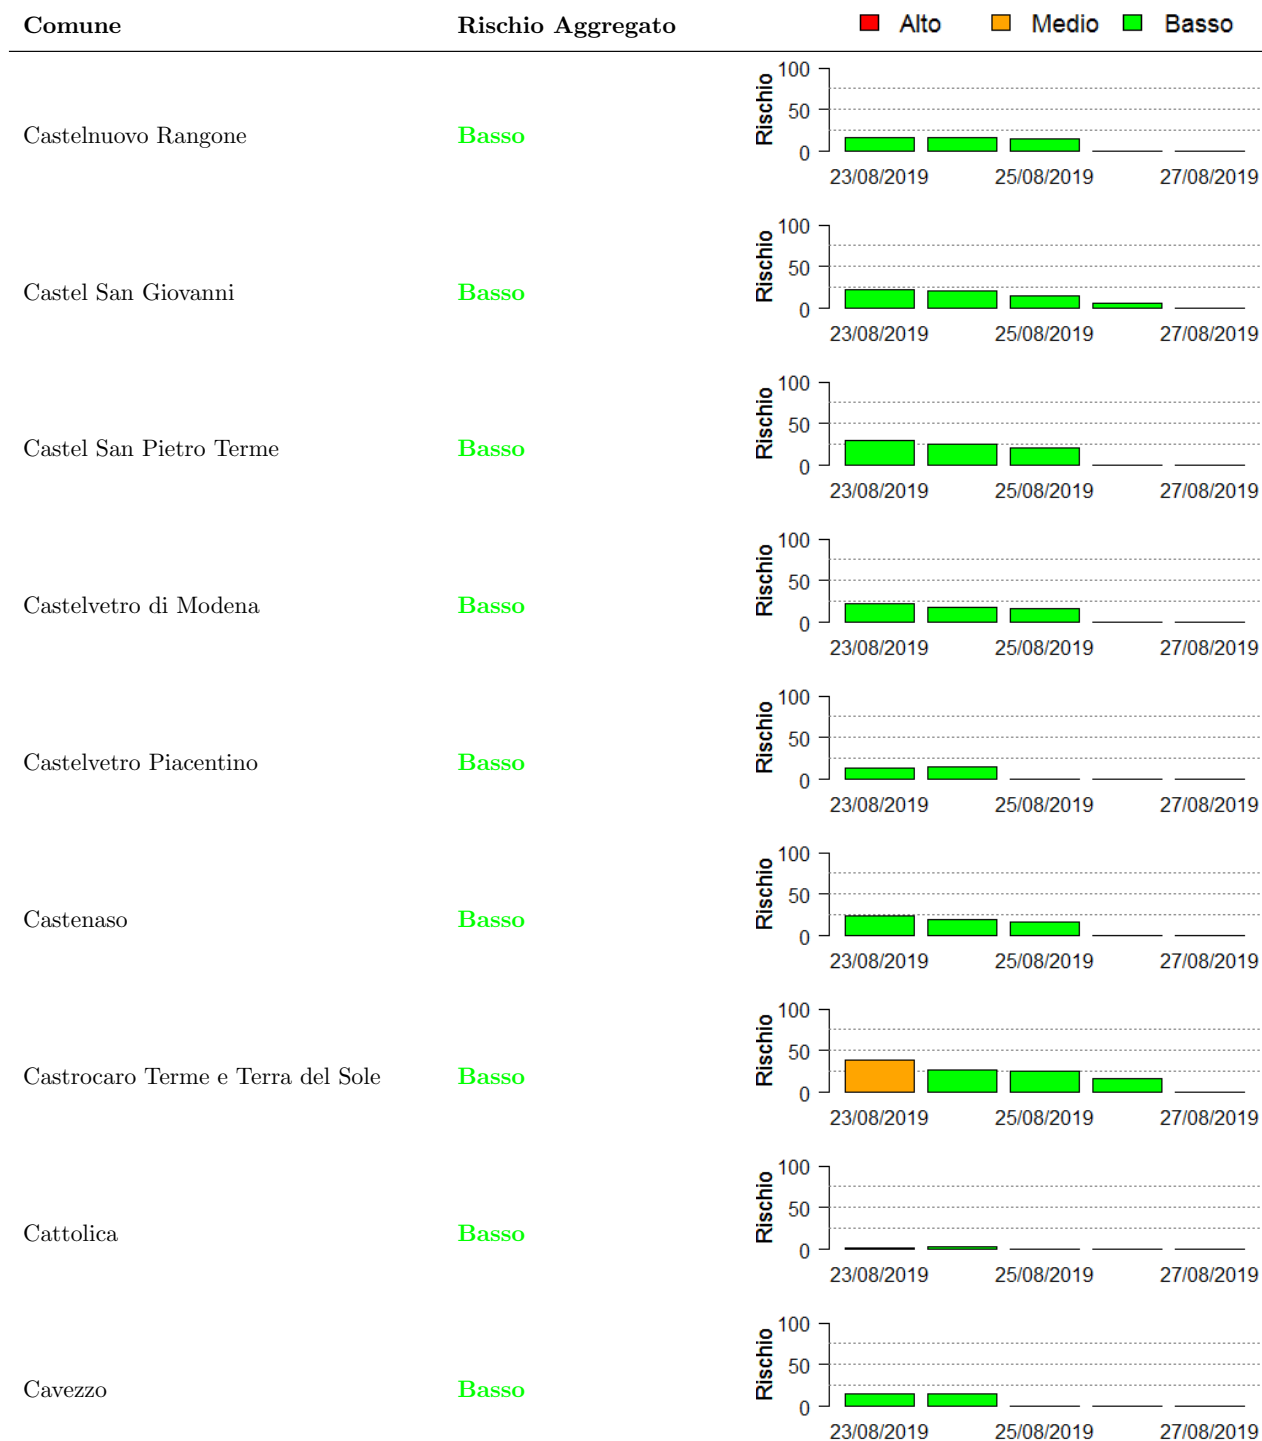 Comune Rischio Aggregato Alto Medio Basso
Castelnuovo Rangone Basso
Rischio
100
50
0
23/08/2019 25/08/2019 27/08/2019
Castel San Giovanni Basso
Rischio
100
50
0
23/08/2019 25/08/2019 27/08/2019
Castel San Pietro Terme Basso
Rischio
100
50
0
23/08/2019 25/08/2019 27/08/2019
Castelvetro di Modena Basso
Rischio
100
50
0
23/08/2019 25/08/2019 27/08/2019
Castelvetro Piacentino Basso
Rischio
100
50
0
23/08/2019 25/08/2019 27/08/2019
Castenaso Basso
Rischio
100
50
0
23/08/2019 25/08/2019 27/08/2019
Castrocaro Terme e Terra del Sole Basso
Rischio
100
50
0
23/08/2019 25/08/2019 27/08/2019
Cattolica Basso
Rischio
100
50
0
23/08/2019 25/08/2019 27/08/2019
Cavezzo Basso
Rischio
100
50
0
23/08/2019 25/08/2019 27/08/2019